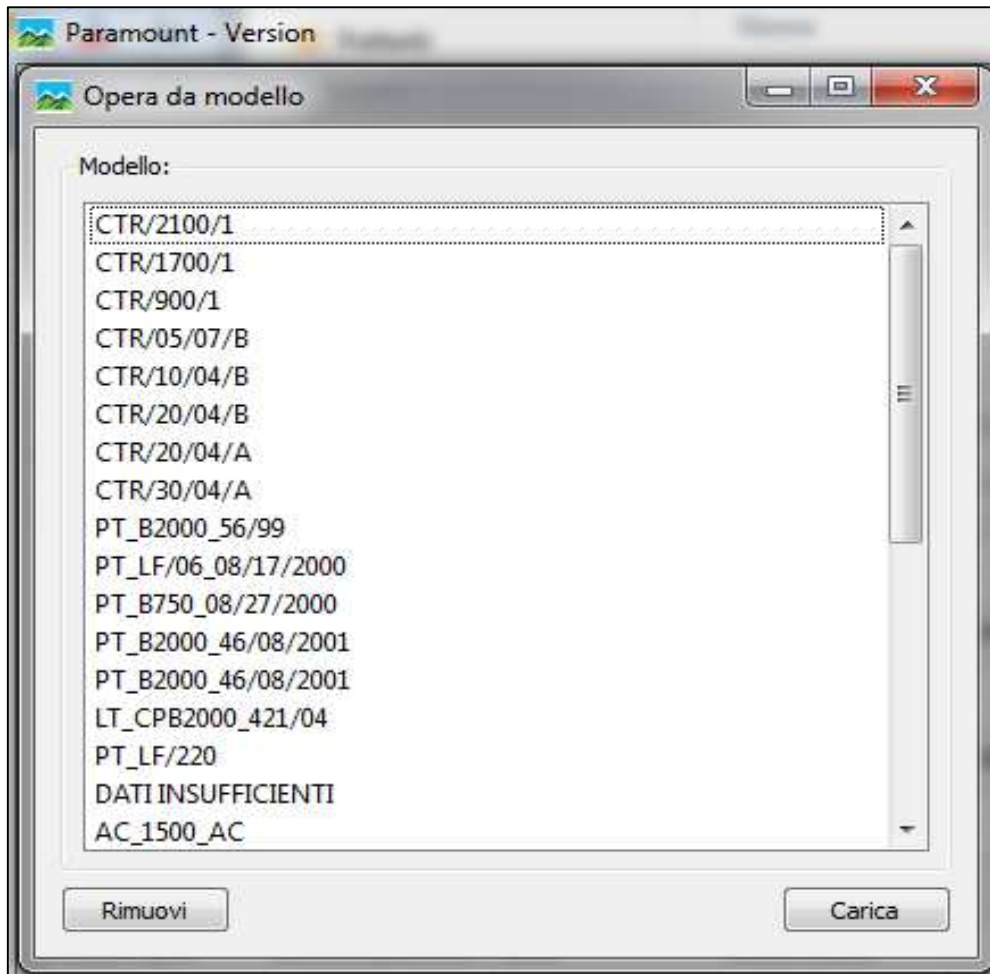 Paramount - Version
Opera da modello
Modello:
CTR/2100/1
CTR/1700/1
CTR/900/1
CTR/05/07/B
CTR/10/04/B
CTR/20/04/B
CTR/20/04/A
CTR/30/04/A
PT_B2000_56/99
PT_LF/06_08/17/2000
PT_B750_08/27/2000
PT_B2000_46/08/2001
PT_B2000_46/08/2001
LT_CPB2000_421/04
PT_LF/220
DATI INSUFFICIENTI
AC_1500_AC
Rimuovi
Carica